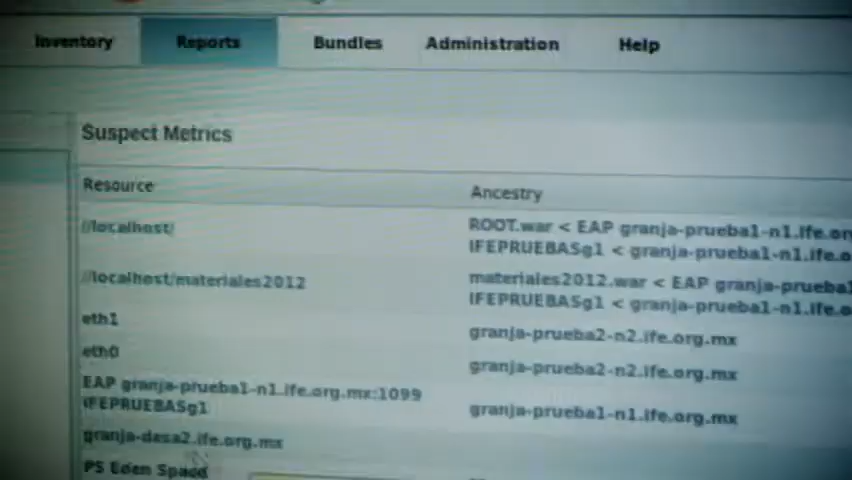 Inventory Reports Bundles Administration Help
Suspect Metrics
Resource Ancestry
//localhost/ ROOT.war < EAP granja-prueba1-n1.ife.or
IFEPRUEBASg1 < granja-prueba1-n1.ife.o
//localhost/materiales2012 materiales2012.war < EAP granja-prueba1
IFEPRUEBASg1 < granja-prueba1-n1.ife.o
eth1 granja-prueba2-n2.ife.org.mx
eth0 granja-prueba2-n2.ife.org.mx
EAP granja-prueba1-n1.ife.org.mx:1099
IFEPRUEBASg1 granja-prueba1-n1.ife.org.mx
granja-desa2.ife.org.mx
PS Eden Space